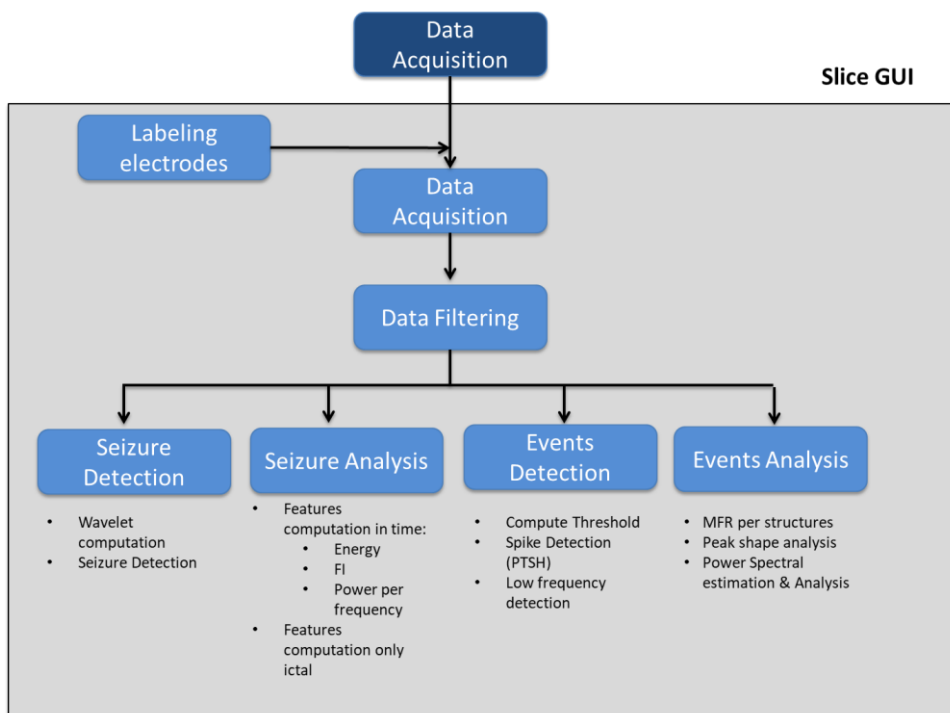 Data
Acquisition
Slice GUI
Labeling
electrodes
Data
Acquisition
Data Filtering
Seizure
Detection
• Wavelet
computation
• Seizure Detection
Seizure Analysis
• Features
computation in time:
• Energy
• FI
• Power per
frequency
• Features
computation only
ictal
Events
Detection
• Compute Threshold
• Spike Detection
(PTSH)
• Low frequency
detection
Events Analysis
• MFR per structures
• Peak shape analysis
• Power Spectral
estimation & Analysis